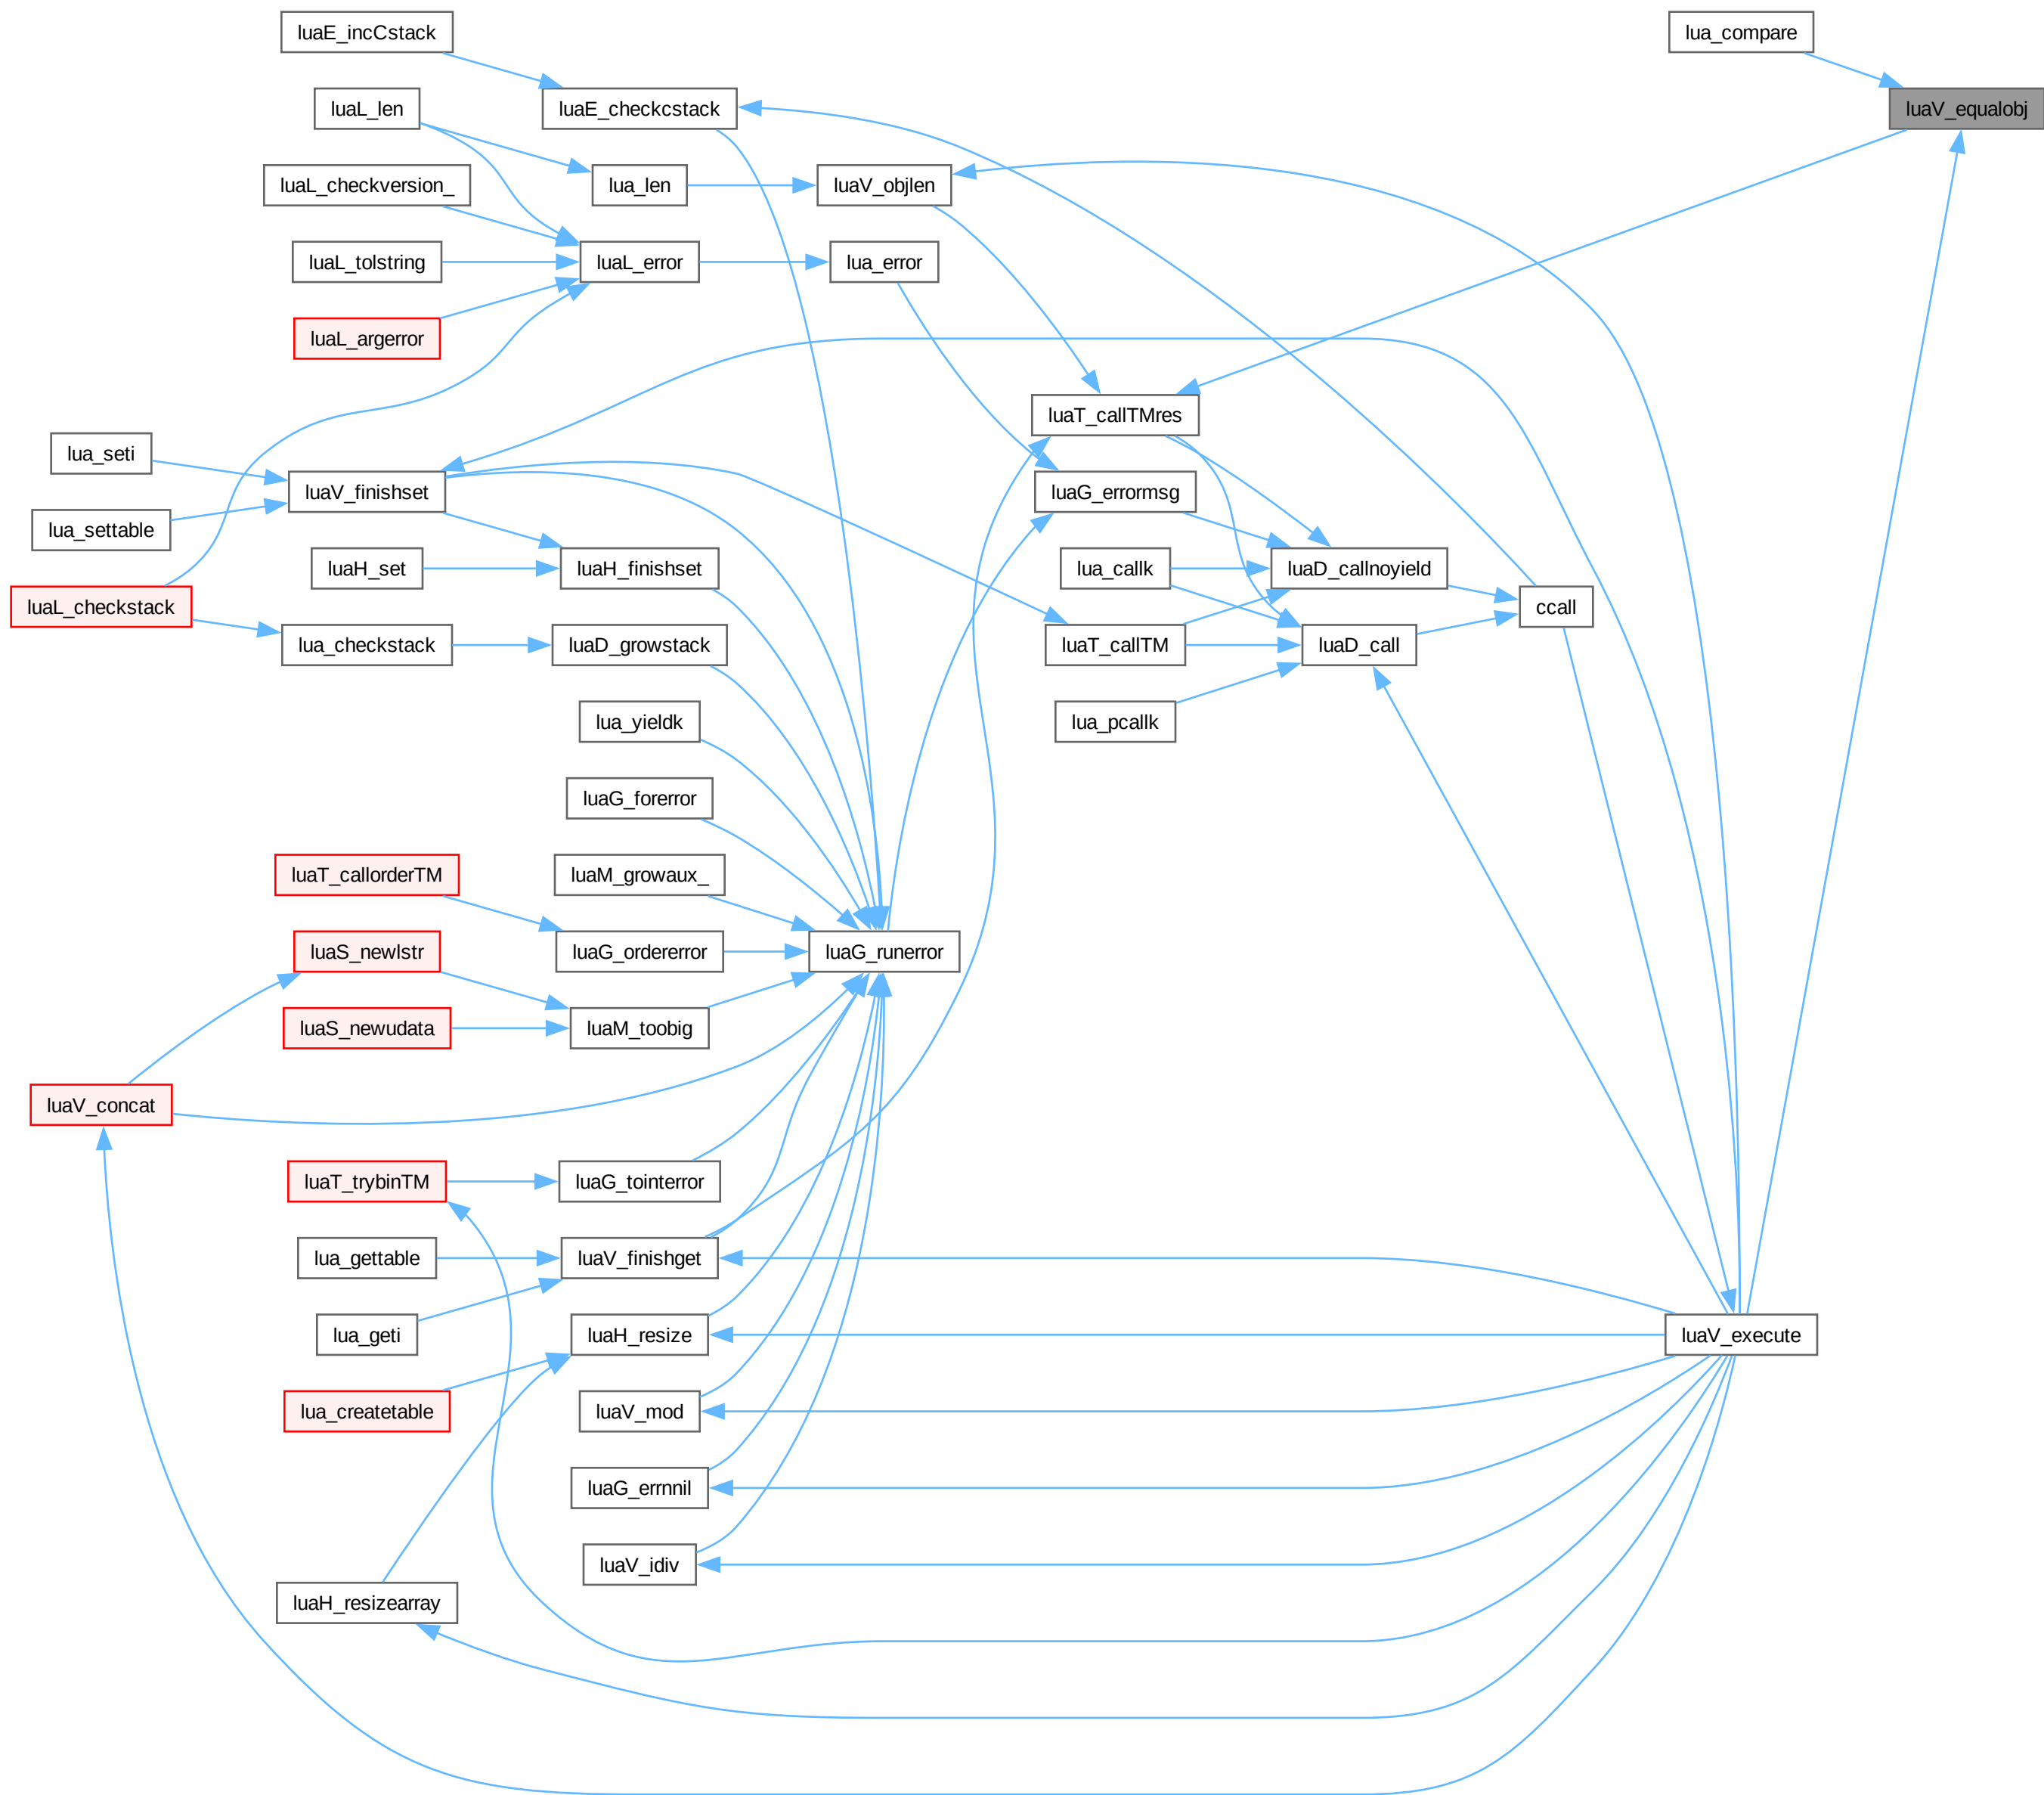 luaE_incCstack
lua_compare
luaL_len
luaE_checkcstack
luaV_equalobj
luaL_checkversion_
lua_len
luaV_objlen
luaL_tolstring
luaL_error
lua_error
luaL_argerror
luaT_callTMres
lua_seti
luaV_finishset
luaG_errormsg
lua_settable
luaH_set
luaH_finishset
lua_callk
luaD_callnoyield
luaL_checkstack
ccall
lua_checkstack
luaD_growstack
luaT_callTM
luaD_call
lua_yieldk
lua_pcallk
luaG_forerror
luaT_callorderTM
luaM_growaux_
luaS_newlstr
luaG_ordererror
luaG_runerror
luaS_newudata
luaM_toobig
luaV_concat
luaT_trybinTM
luaG_tointerror
lua_gettable
luaV_finishget
lua_geti
luaH_resize
luaV_execute
lua_createtable
luaV_mod
luaG_errnnil
luaV_idiv
luaH_resizearray